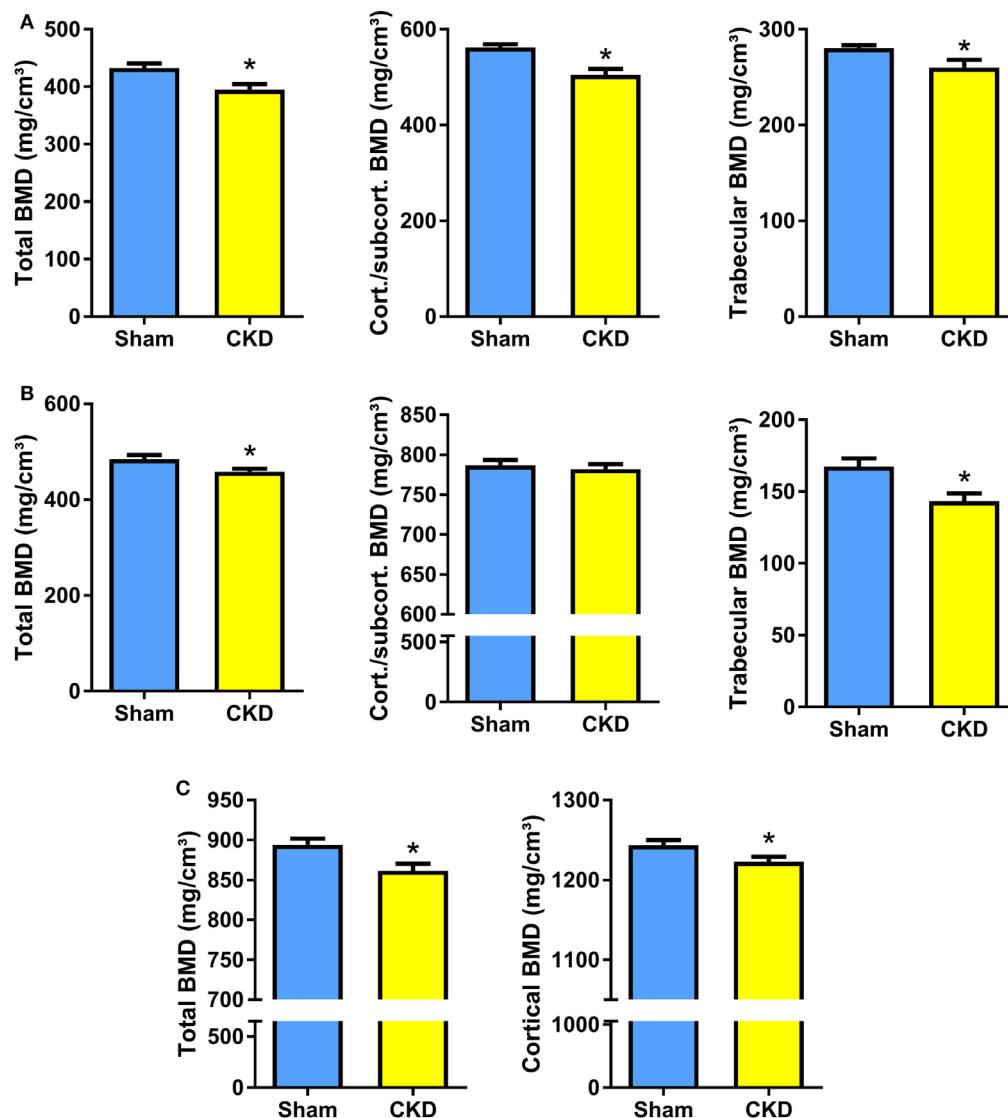 A
Total BMD (mg/cm³)
500
400
300
200
100
0
*
Sham
CKD
Cort./subcort. BMD (mg/cm³)
600
400
200
0
*
Sham
CKD
Trabecular BMD (mg/cm³)
300
200
100
0
*
Sham
CKD
B
Total BMD (mg/cm³)
600
400
200
0
*
Sham
CKD
Cort./subcort. BMD (mg/cm³)
850
800
750
700
650
600
500
0
Sham
CKD
Trabecular BMD (mg/cm³)
200
150
100
50
0
*
Sham
CKD
C
Total BMD (mg/cm³)
950
900
850
800
750
700
500
0
*
Sham
CKD
Cortical BMD (mg/cm³)
1300
1200
1100
1000
0
*
Sham
CKD